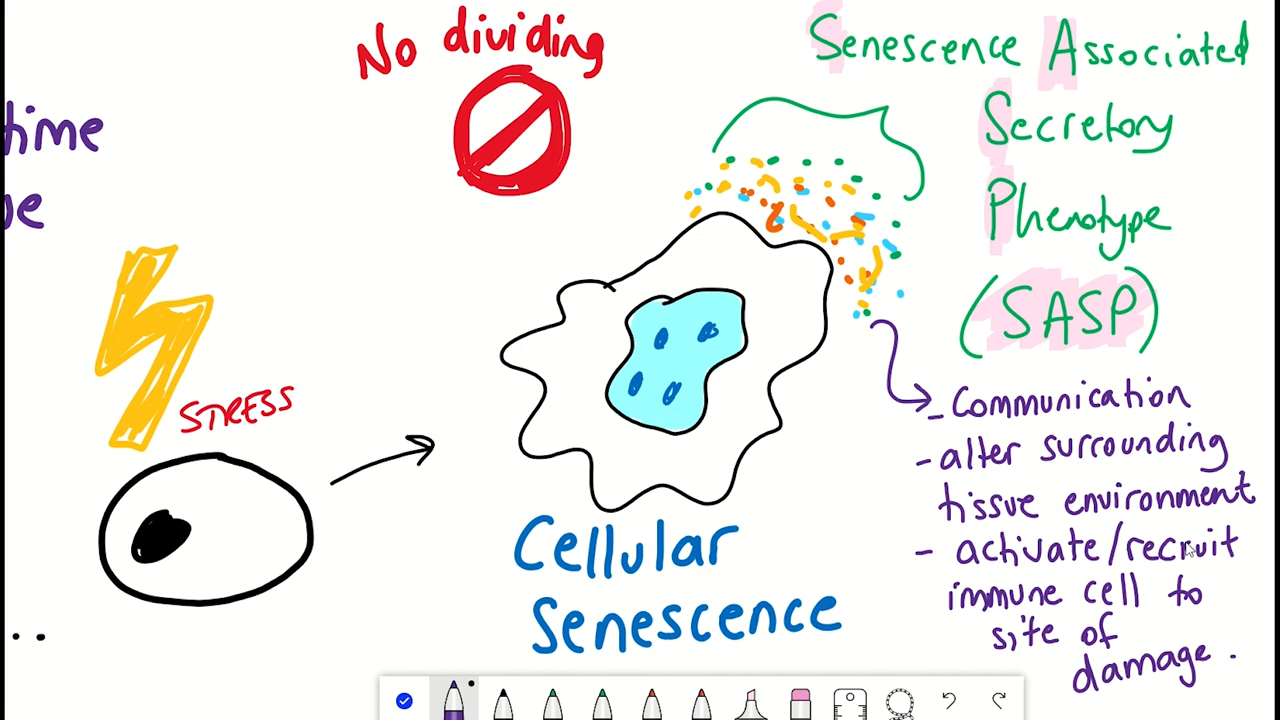 No dividing
Senescence Associated
Secretory
Phenotype
(SASP)
time
STRESS
- Communication
- alter surrounding
tissue environment
- activate/recruit
immune cell to
site of
damage.
Cellular
Senescence
..